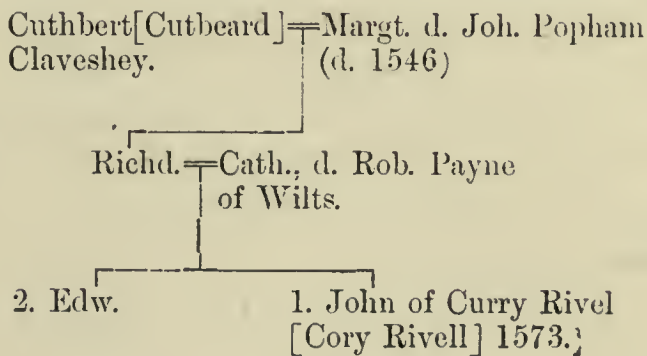 Cuthbert[Cutbeard]=Margt. d. Joh. Popham
Claveshey. (d. 1546)
Richd.=Cath., d. Rob. Payne
of Wilts.
2. Edw. 1. John of Curry Rivel
[Cory Rivell] 1573.}